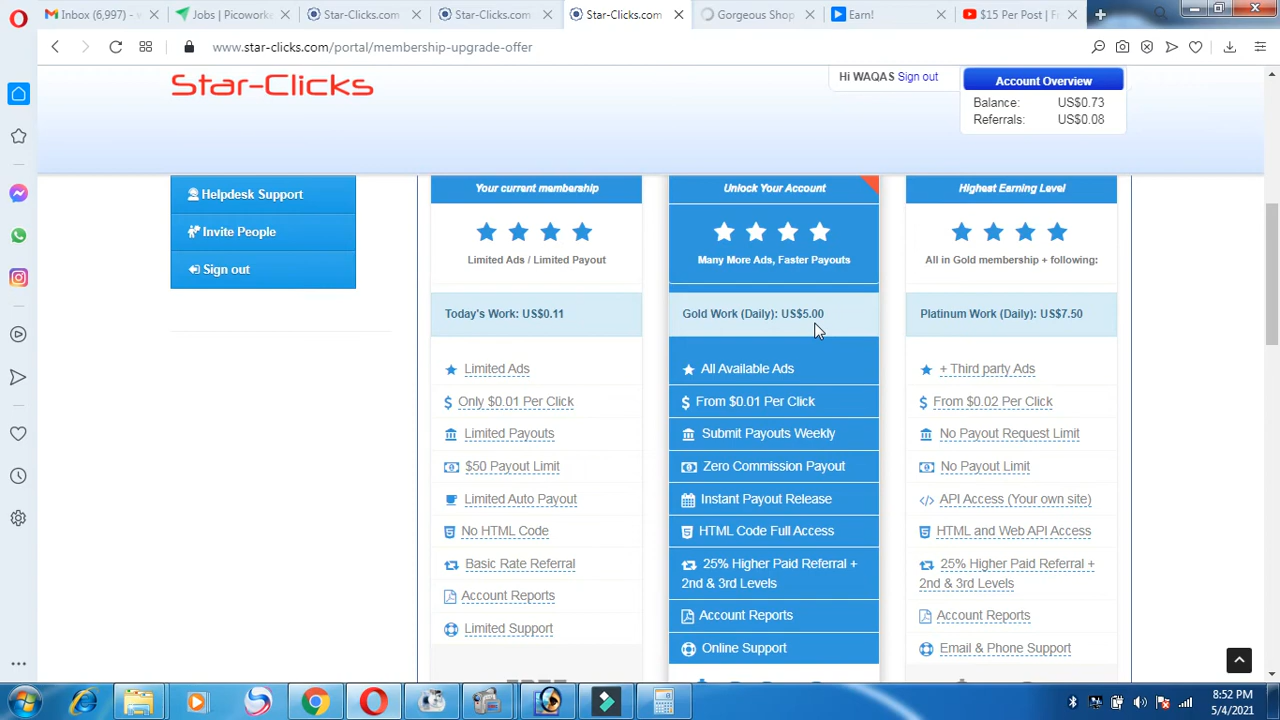 Inbox (6,997) -
Jobs | Picowork
Star-Clicks.com
Star-Clicks.com
Star-Clicks.com
Gorgeous Shop
Earn!
$15 Per Post | F
www.star-clicks.com/portal/membership-upgrade-offer
Star-Clicks
Hi WAQAS Sign out
Account Overview
Balance: US$0.73
Referrals: US$0.08
Helpdesk Support
Invite People
Sign out
Your current membership
Limited Ads / Limited Payout
Today's Work: US$0.11
Limited Ads
Only $0.01 Per Click
Limited Payouts
$50 Payout Limit
Limited Auto Payout
No HTML Code
Basic Rate Referral
Account Reports
Limited Support
Unlock Your Account
Many More Ads, Faster Payouts
Gold Work (Daily): US$5.00
All Available Ads
From $0.01 Per Click
Submit Payouts Weekly
Zero Commission Payout
Instant Payout Release
HTML Code Full Access
25% Higher Paid Referral +
2nd & 3rd Levels
Account Reports
Online Support
Highest Earning Level
All in Gold membership + following:
Platinum Work (Daily): US$7.50
+ Third party Ads
From $0.02 Per Click
No Payout Request Limit
No Payout Limit
API Access (Your own site)
HTML and Web API Access
25% Higher Paid Referral +
2nd & 3rd Levels
Account Reports
Email & Phone Support
8:52 PM
5/4/2021